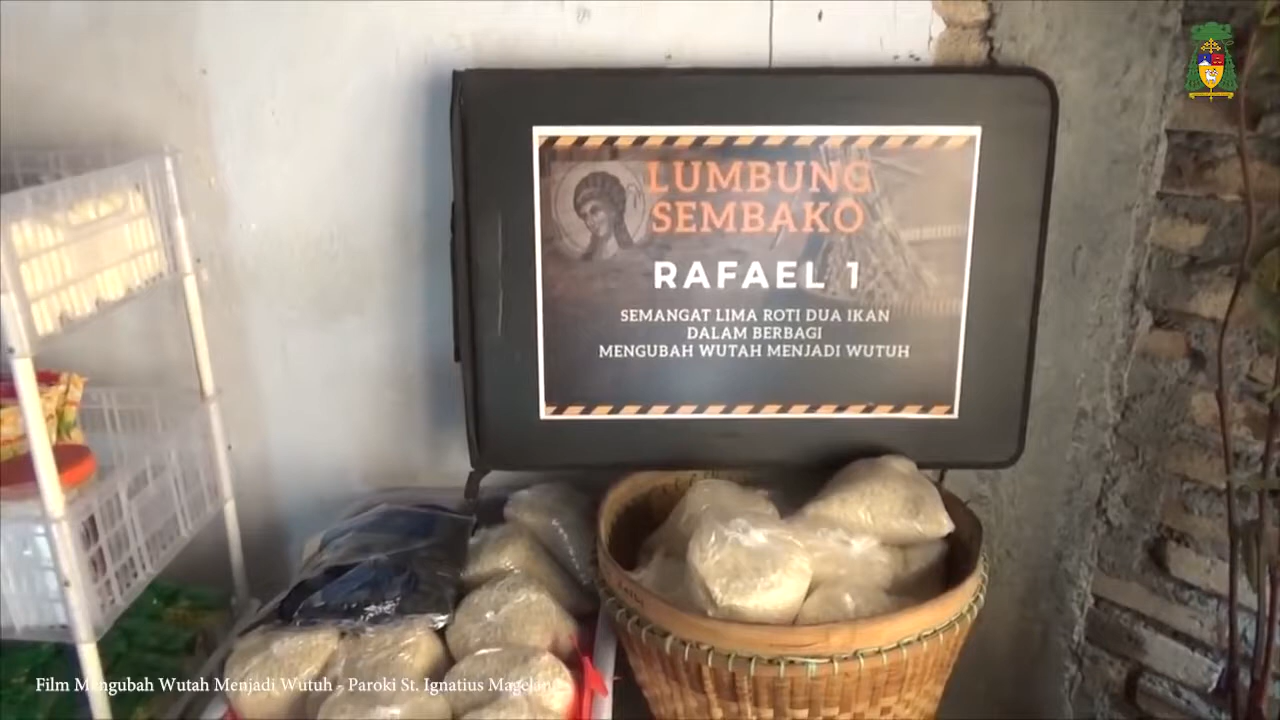 LUMBUNG
SEMBAKO
RAFAEL 1
SEMANGAT LIMA ROTI DUA IKAN
DALAM BERBAGI
MENGUBAH WUTAH MENJADI WUTUH
Film Mengubah Wutah Menjadi Wutuh - Paroki St. Ignatius Magelang